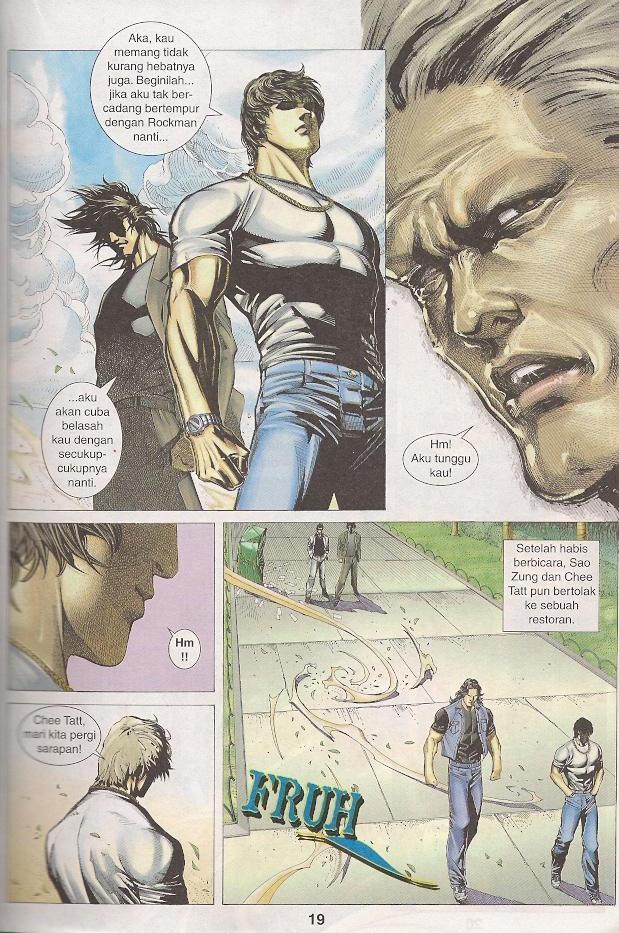 Aka, kau
memang tidak
kurang hebatnya
juga. Beginilah...
jika aku tak ber-
cadang bertempur
dengan Rockman
nanti...
...aku
akan cuba
belasah
kau dengan
secukup-
cukupnya
nanti.
Hm!
Aku tunggu
kau!
Hm
!!
Chee Tatt,
mari kita pergi
sarapan!
Setelah habis
berbicara, Sao
Zung dan Chee
Tatt pun bertolak
ke sebuah
restoran.
FRUH
19